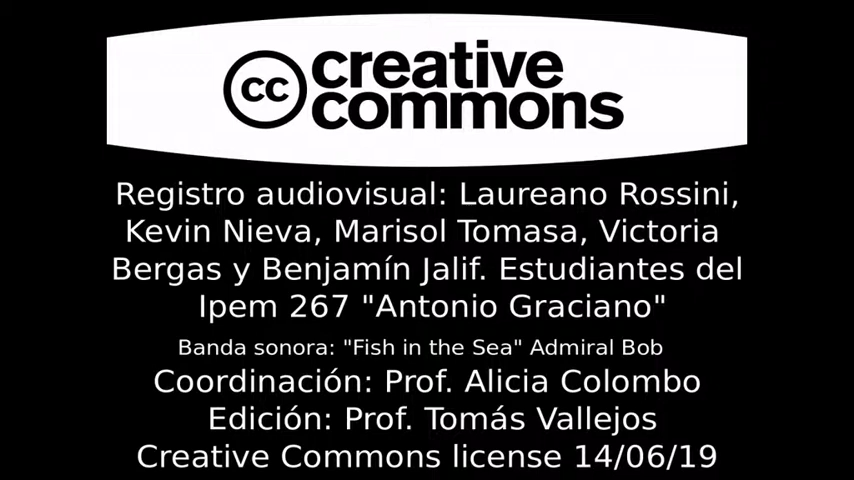 cc creative
commons
Registro audiovisual: Laureano Rossini,
Kevin Nieva, Marisol Tomasa, Victoria
Bergas y Benjamín Jalif. Estudiantes del
Ipem 267 "Antonio Graciano"
Banda sonora: "Fish in the Sea" Admiral Bob
Coordinación: Prof. Alicia Colombo
Edición: Prof. Tomás Vallejos
Creative Commons license 14/06/19